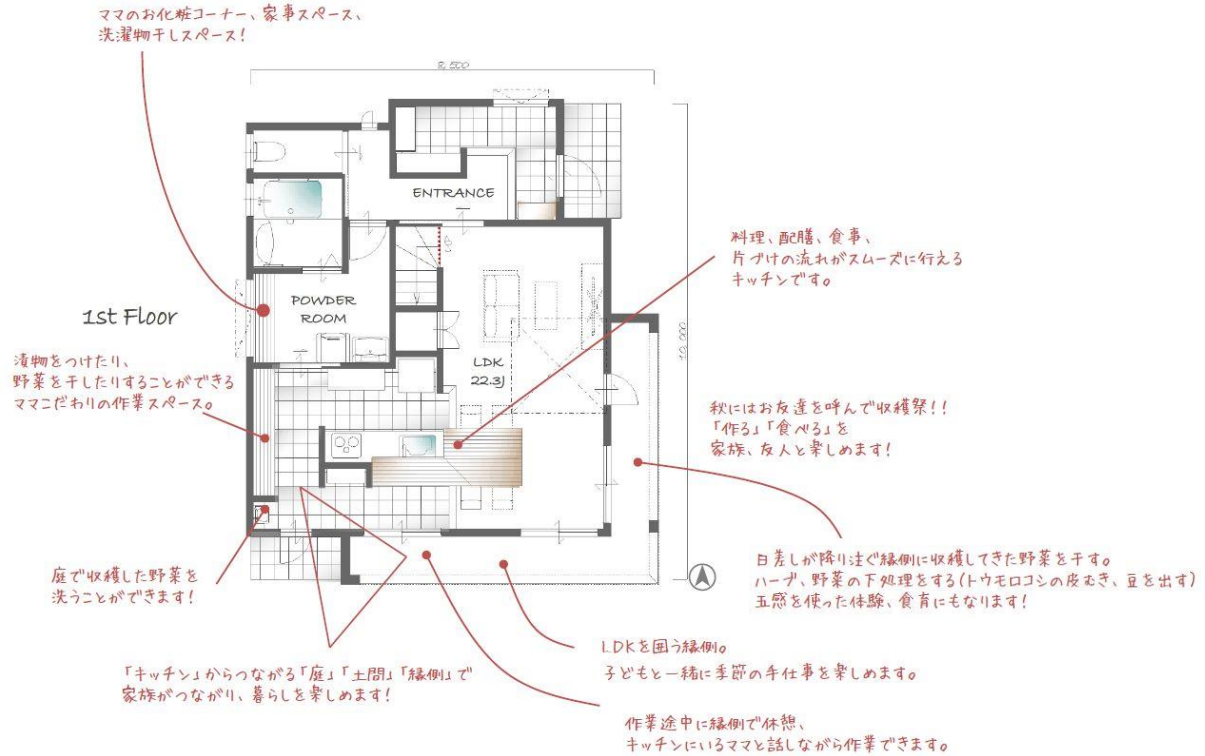 ママのお化粧コーナー、家事スペース、
洗濯物干しスペース!
8,500
ENTRANCE
料理、配膳、食事、
片づけの流れがスムーズに行える
キッチンです。
POWDER
ROOM
1st Floor
LDK
22.3J
10,000
漬物をつけたり、
野菜を干したりすることができる
ママこだわりの作業スペース。
秋にはお友達を呼んで収穫祭!!
「作る」「食べる」を
家族、友人と楽しめます!
日差しが降り注ぐ縁側に収穫してきた野菜を干す。
ハーブ、野菜の下処理をする(トウモロコシの皮むき、豆を出す)
五感を使った体験、食育にもなります!
庭で収穫した野菜を
洗うことができます!
LDKを囲う縁側。
子どもと一緒に季節の手仕事を楽しめます。
「キッチン」からつながる「庭」「土間」「縁側」で
家族がつながり、暮らしを楽しめます!
作業途中に縁側で休憩、
キッチンにいるママと話しながら作業できます。